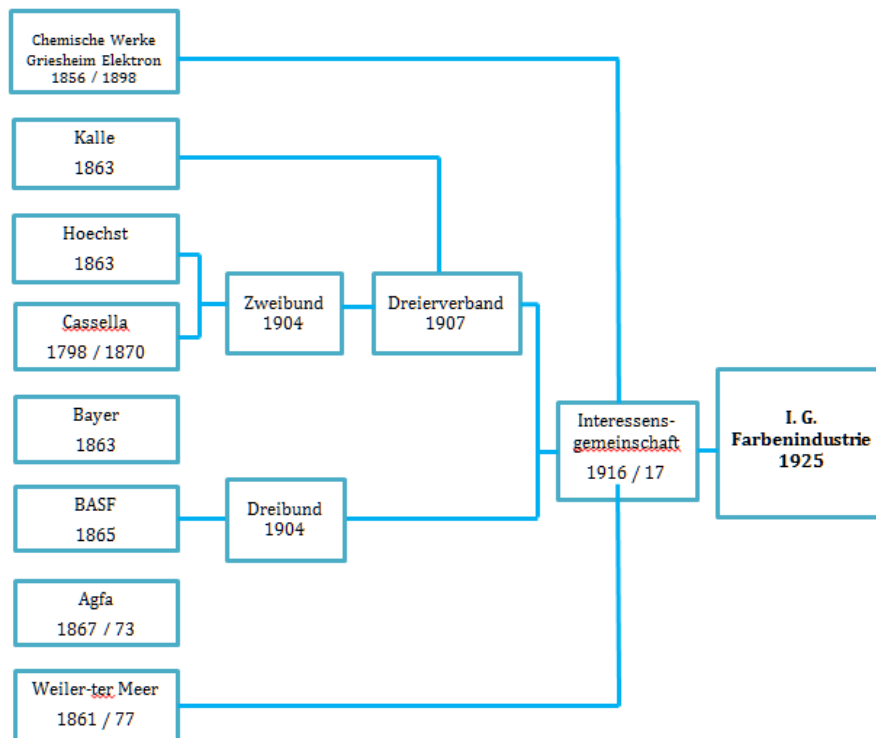 Chemische Werke
Griesheim Elektron
1856 / 1898
Kalle
1863
Hoechst
1863
Cassella
1798 / 1870
Zweibund
1904
Dreierverband
1907
Bayer
1863
BASF
1865
Dreibund
1904
Agfa
1867 / 73
Weiler-ter Meer
1861 / 77
Interessens-
gemeinschaft
1916 / 17
I. G.
Farbenindustrie
1925